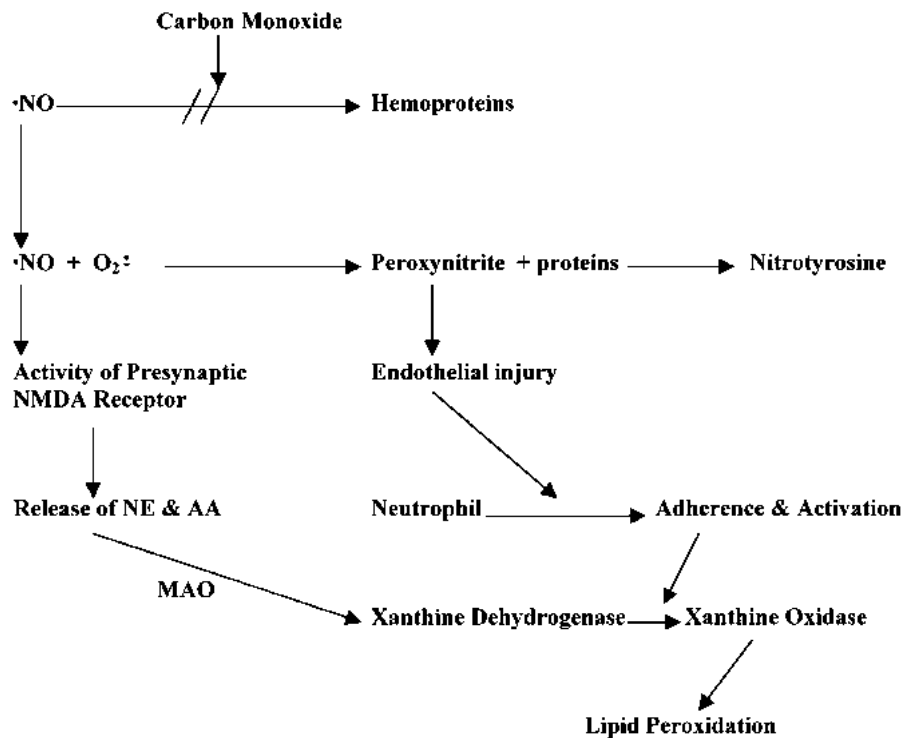 Carbon Monoxide
·NO
Hemoproteins
·NO + O₂·̄
Peroxynitrite + proteins
Nitrotyrosine
Activity of Presynaptic
NMDA Receptor
Endothelial injury
Release of NE & AA
Neutrophil
Adherence & Activation
MAO
Xanthine Dehydrogenase
Xanthine Oxidase
Lipid Peroxidation